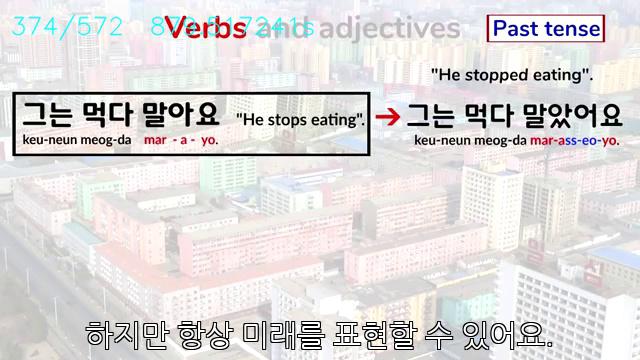 374/572
Verbs and adjectives
Past tense
"He stopped eating".
그는 먹다 말아요 "He stops eating". → 그는 먹다 말았어요
keu-neun meog-da mar - a - yo. keu-neun meog-da mar-ass-eo-yo.
하지만 항상 미래를 표현할 수 있어요.